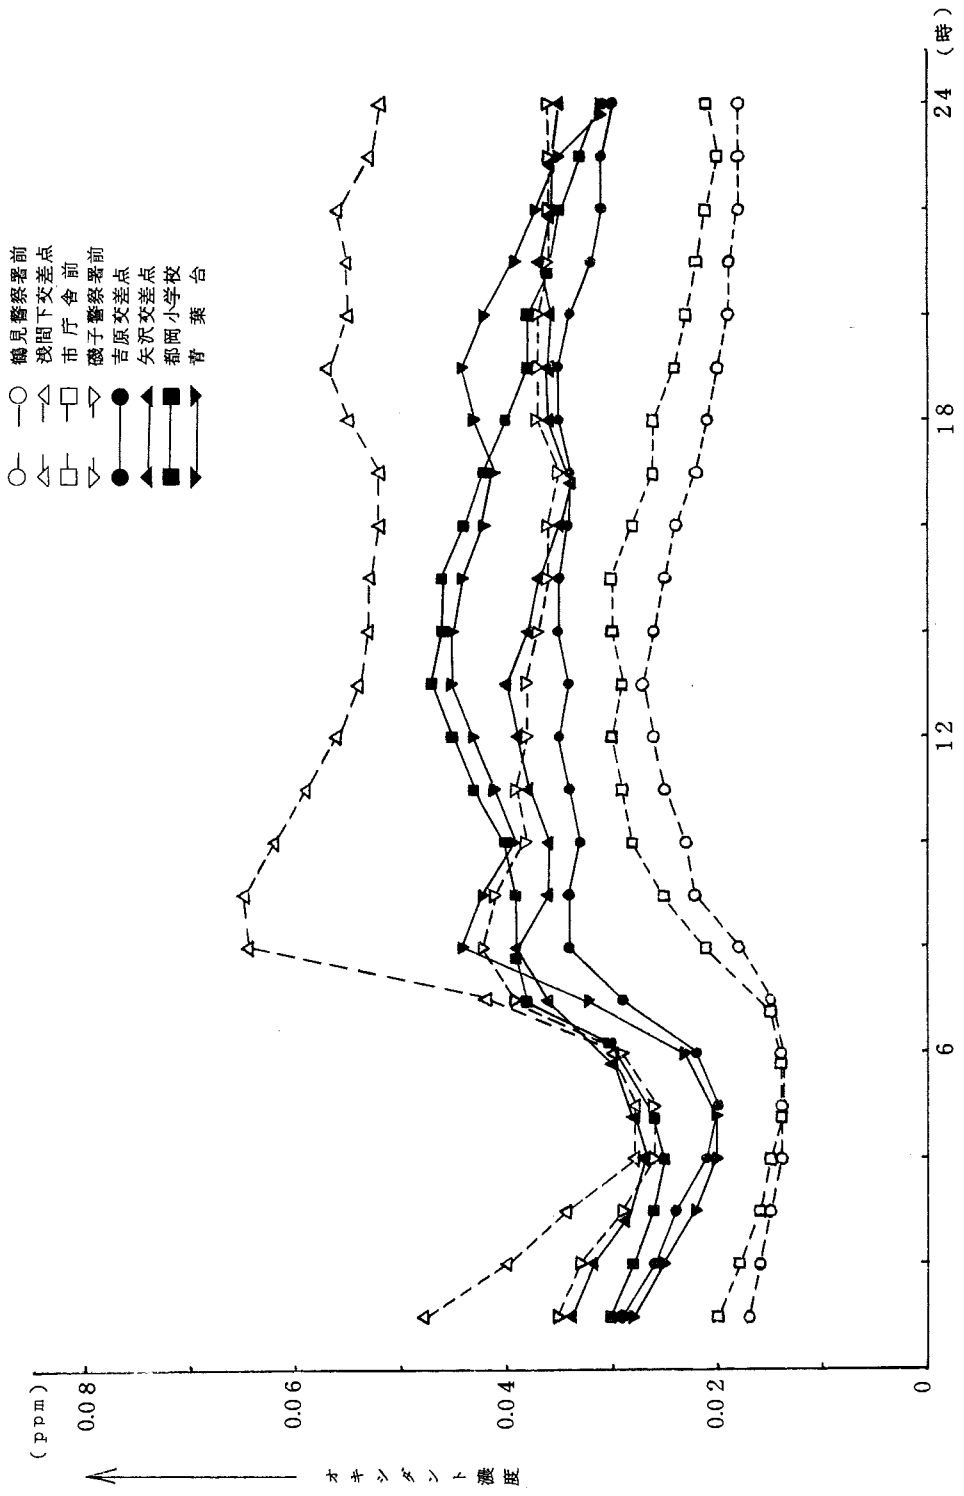 鶴見警察署前
浅間下交差点
市庁舎前
磯子警察署前
吉原交差点
矢沢交差点
都岡小学校
青葉台
(ppm)
0.08
0.06
0.04
0.02
0
オキシダント濃度
6
12
18
24
(時)